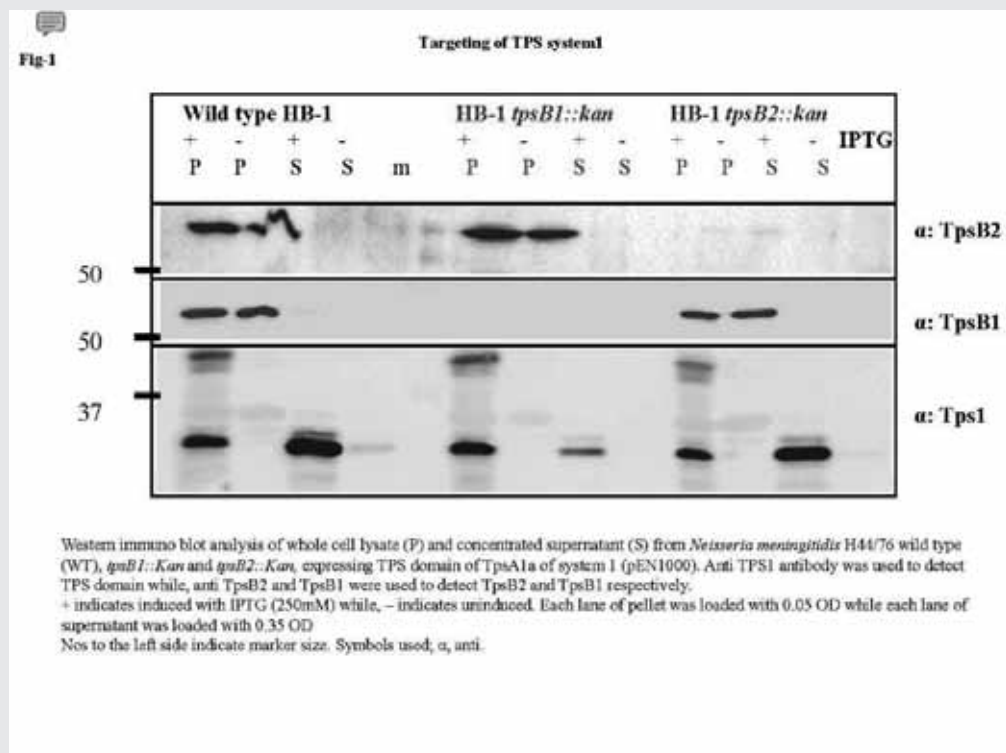 Targeting of TPS system1
Fig-1
Wild type HB-1 HB-1 tpsB1::kan HB-1 tpsB2::kan
+ - + - + - + - + - + - IPTG
P P S S m P P S S P P S S
α: TpsB2
50
α: TpsB1
50
37
α: Tps1
Western immuno blot analysis of whole cell lysate (P) and concentrated supernatant (S) from Neisseria meningitidis H44/76 wild type
(WT), tpsB1::Kan and tpsB2::Kan, expressing TPS domain of TpsA1a of system 1 (pEN1000). Anti TPS1 antibody was used to detect
TPS domain while, anti TpsB2 and TpsB1 were used to detect TpsB2 and TpsB1 respectively.
+ indicates induced with IPTG (250mM) while, – indicates uninduced. Each lane of pellet was loaded with 0.05 OD while each lane of
supernatant was loaded with 0.35 OD
Nos to the left side indicate marker size. Symbols used; α, anti.